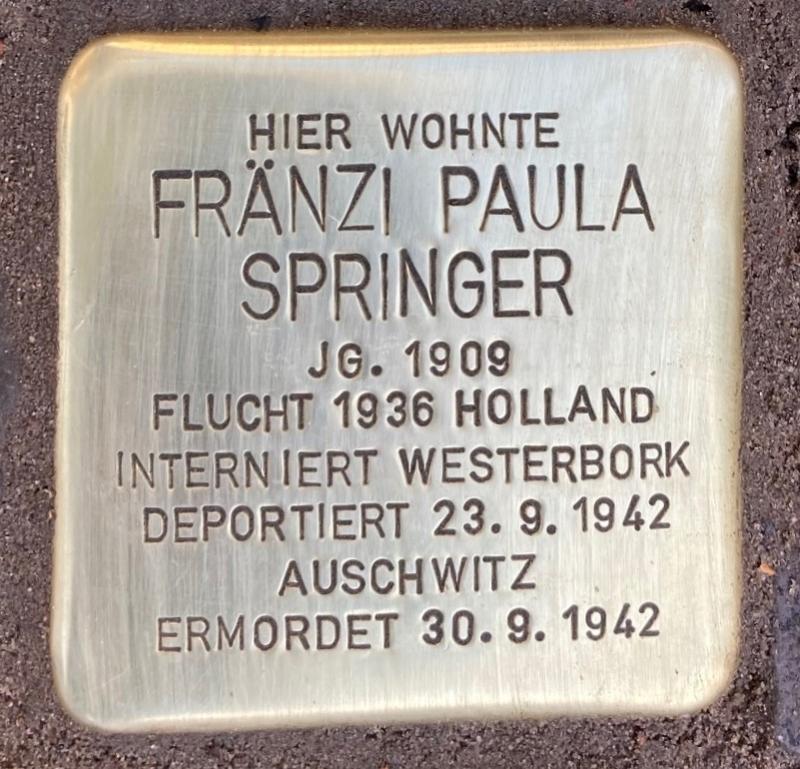 HIER WOHNTE
FRÄNZI PAULA
SPRINGER
JG. 1909
FLUCHT 1936 HOLLAND
INTERNIERT WESTERBORK
DEPORTIERT 23. 9. 1942
AUSCHWITZ
ERMORDET 30. 9. 1942